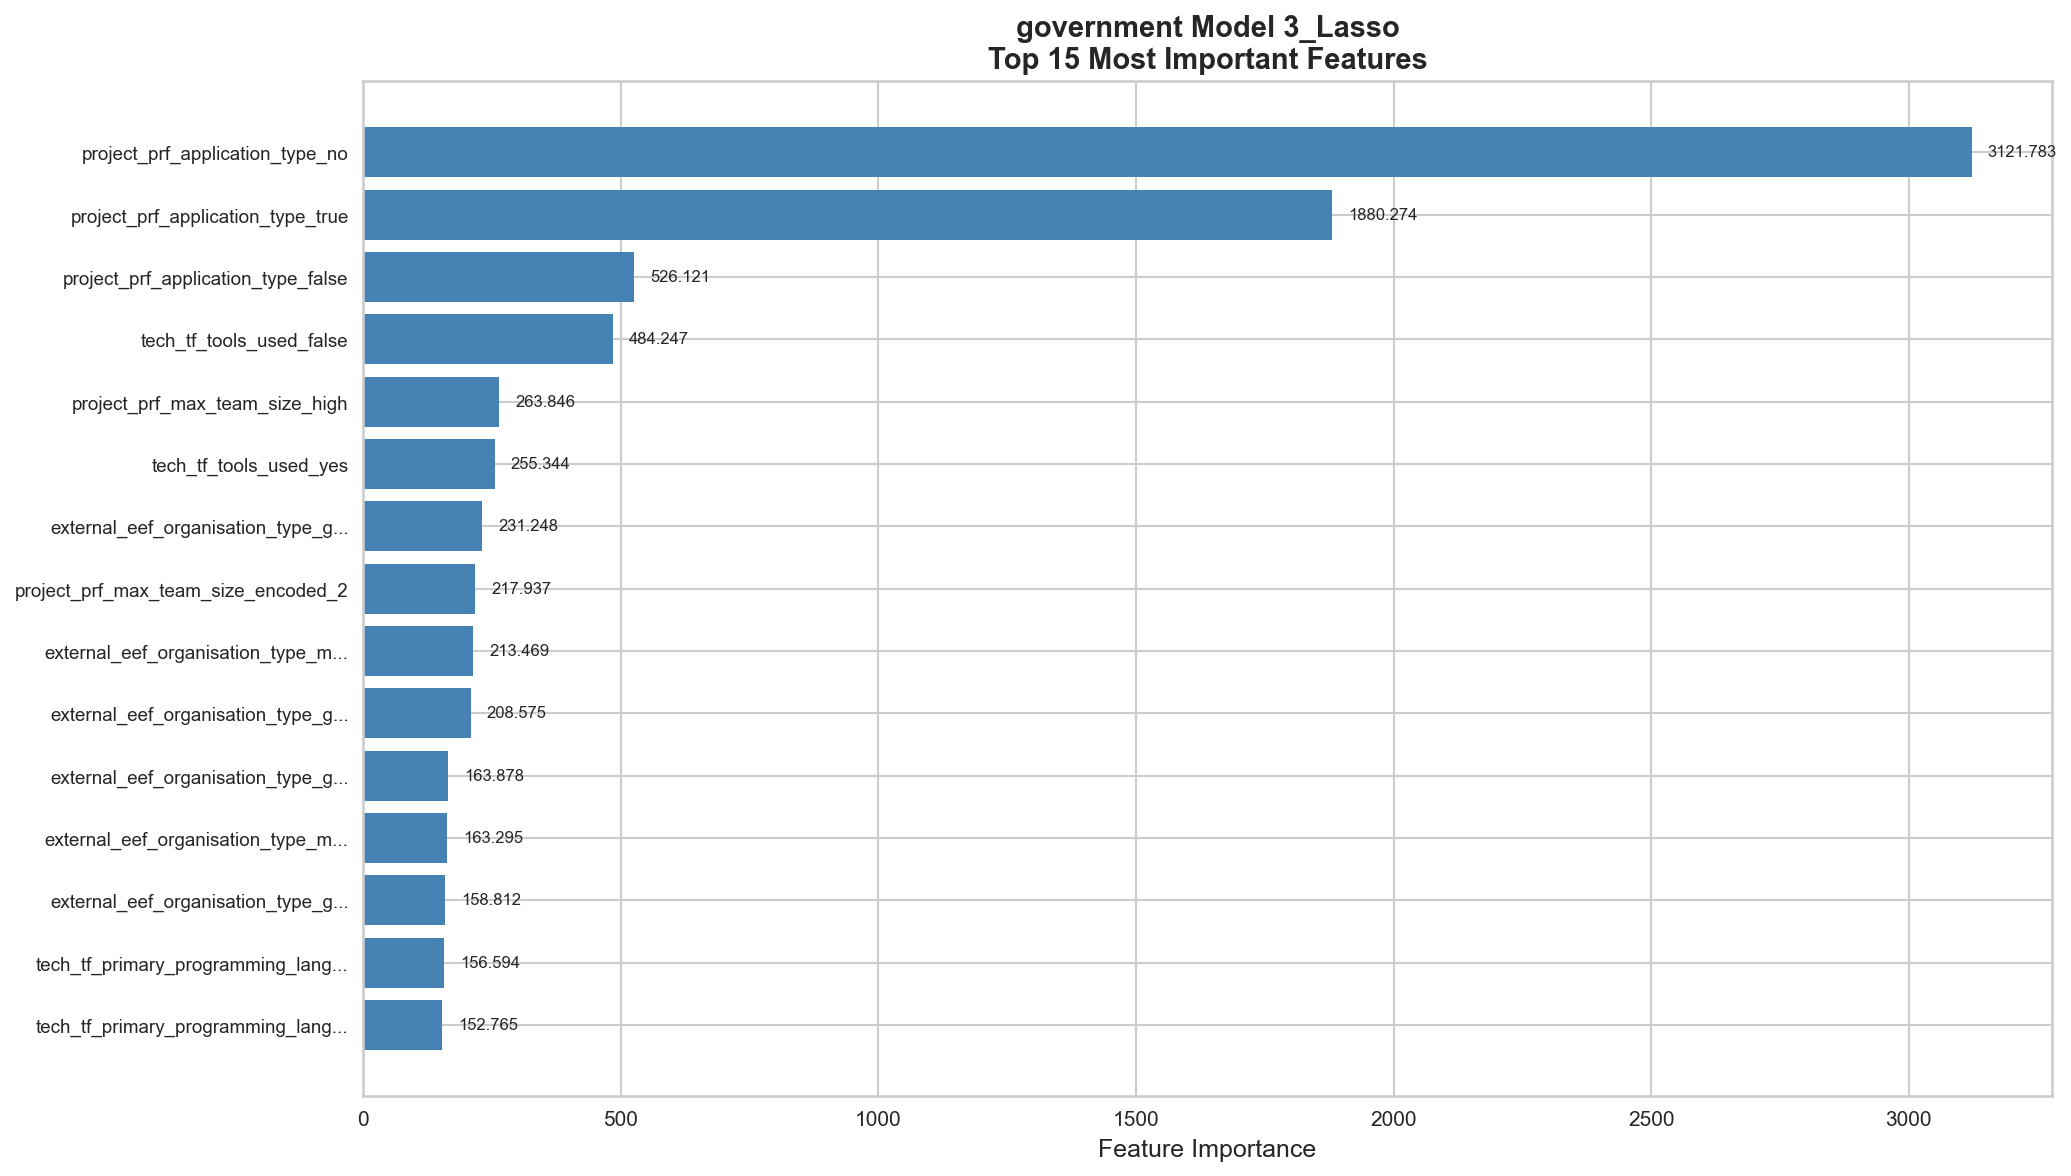 government Model 3_Lasso
Top 15 Most Important Features
project_prf_application_type_no 3121.783
project_prf_application_type_true 1880.274
project_prf_application_type_false 526.121
tech_tf_tools_used_false 484.247
project_prf_max_team_size_high 263.846
tech_tf_tools_used_yes 255.344
external_eef_organisation_type_g... 231.248
project_prf_max_team_size_encoded_2 217.937
external_eef_organisation_type_m... 213.469
external_eef_organisation_type_g... 208.575
external_eef_organisation_type_g... 163.878
external_eef_organisation_type_m... 163.295
external_eef_organisation_type_g... 158.812
tech_tf_primary_programming_lang... 156.594
tech_tf_primary_programming_lang... 152.765
0 500 1000 1500 2000 2500 3000
Feature Importance